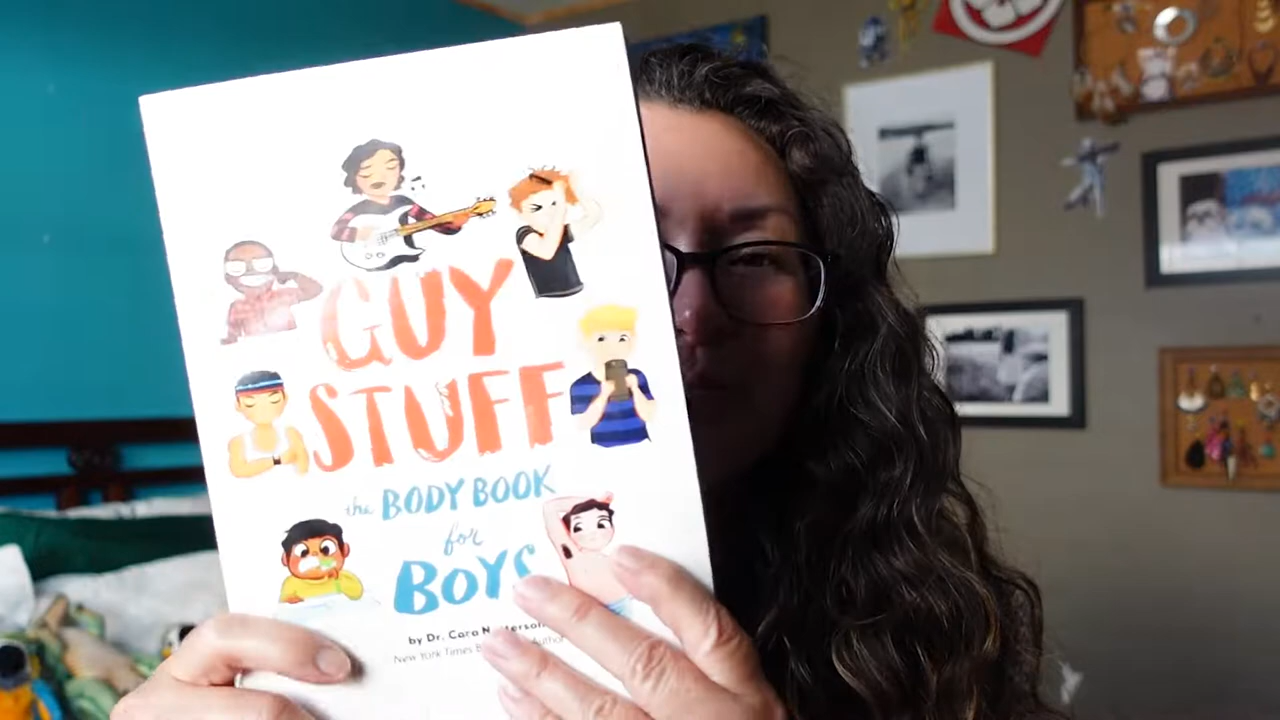 GUY
STUFF
the BODY BOOK
for
BOYS
by Dr. Cara
New York Times